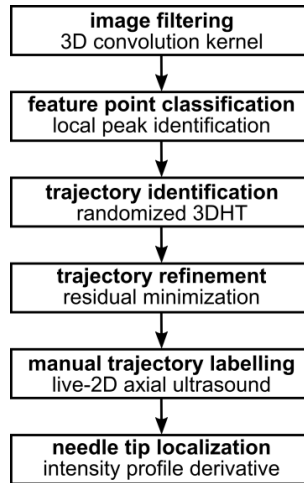 image filtering
3D convolution kernel
feature point classification
local peak identification
trajectory identification
randomized 3DHT
trajectory refinement
residual minimization
manual trajectory labelling
live-2D axial ultrasound
needle tip localization
intensity profile derivative